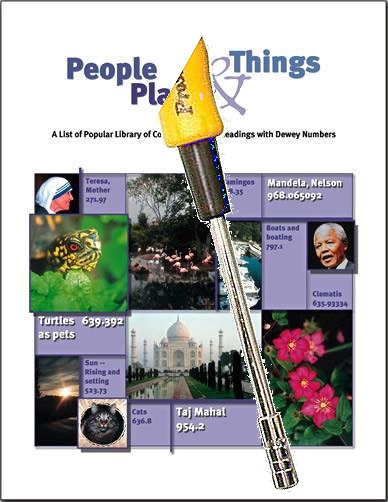 People & Things
Pla
A List of Popular Library of Co eadings with Dewey Numbers
Teresa,
Mother
271.97
Mandela, Nelson
968.065092
Boats and
boating
797.1
Clematis
635.93334
Turtles 639.392
as pets
Sun --
Rising and
setting
523.73
Cats
636.8
Taj Mahal
954.2